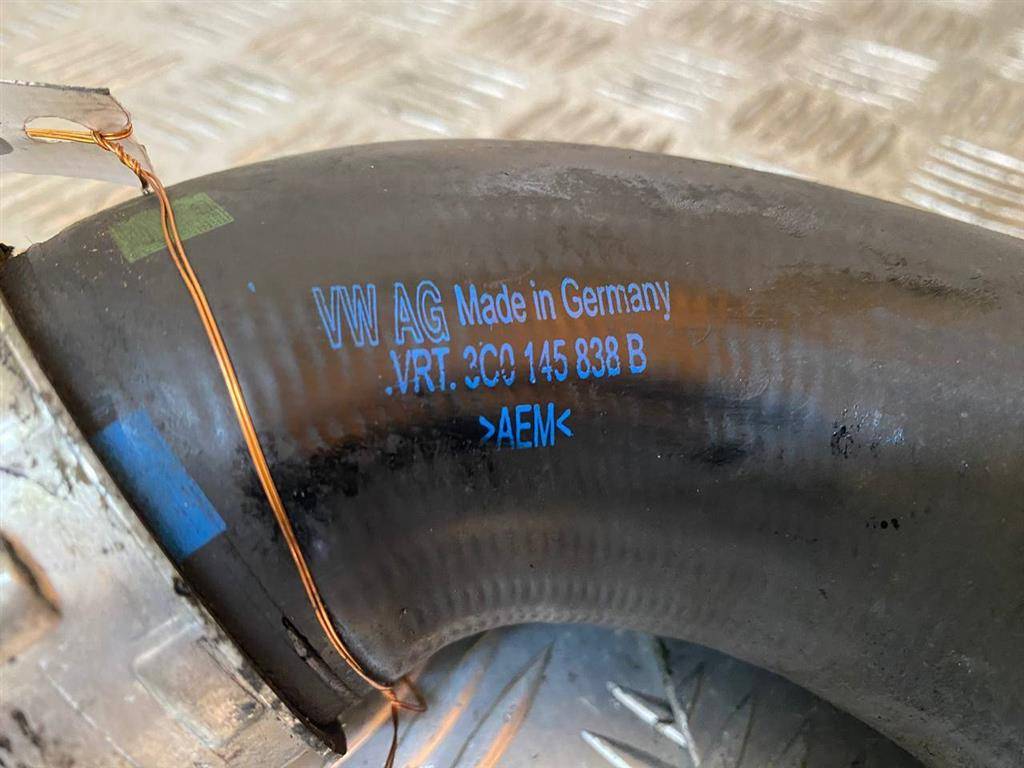 VW AG Made in Germany
.VRT. 3C0 145 838 B
>AEM<